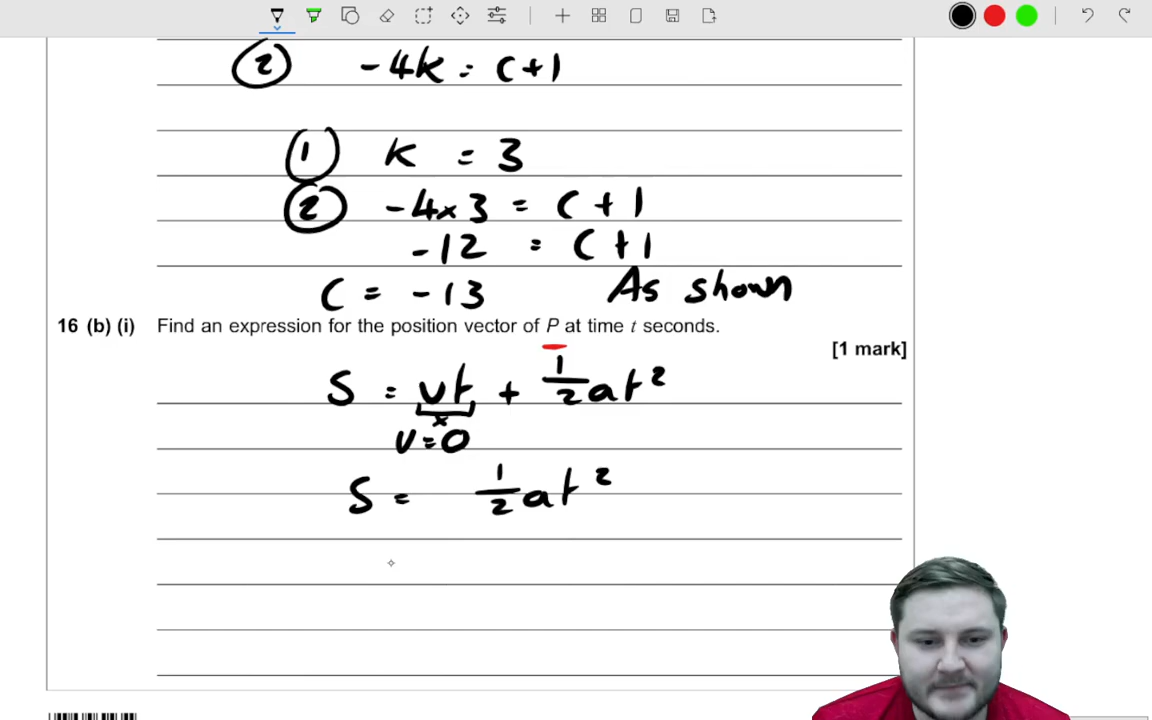 ② -4k = C+1
① k = 3
② -4×3 = C+1
-12 = C+1
C = -13 As shown
16 (b) (i) Find an expression for the position vector of P at time t seconds.
[1 mark]
S = ut + 1/2 at²
u=0
S = 1/2 at²